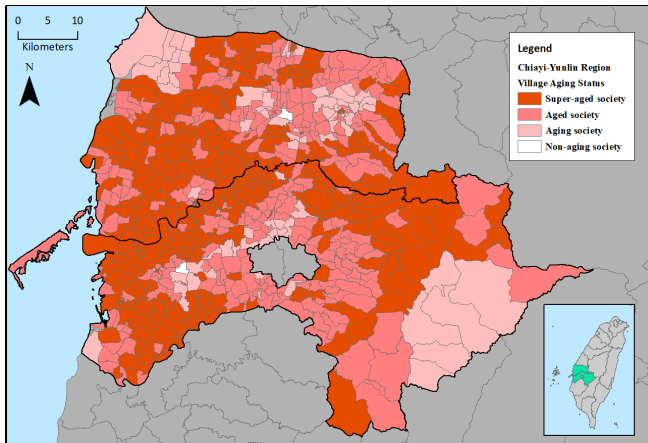 0 5 10
Kilometers
N
Legend
Chiayi-Yunlin Region
Village Aging Status
Super-aged society
Aged society
Aging society
Non-aging society